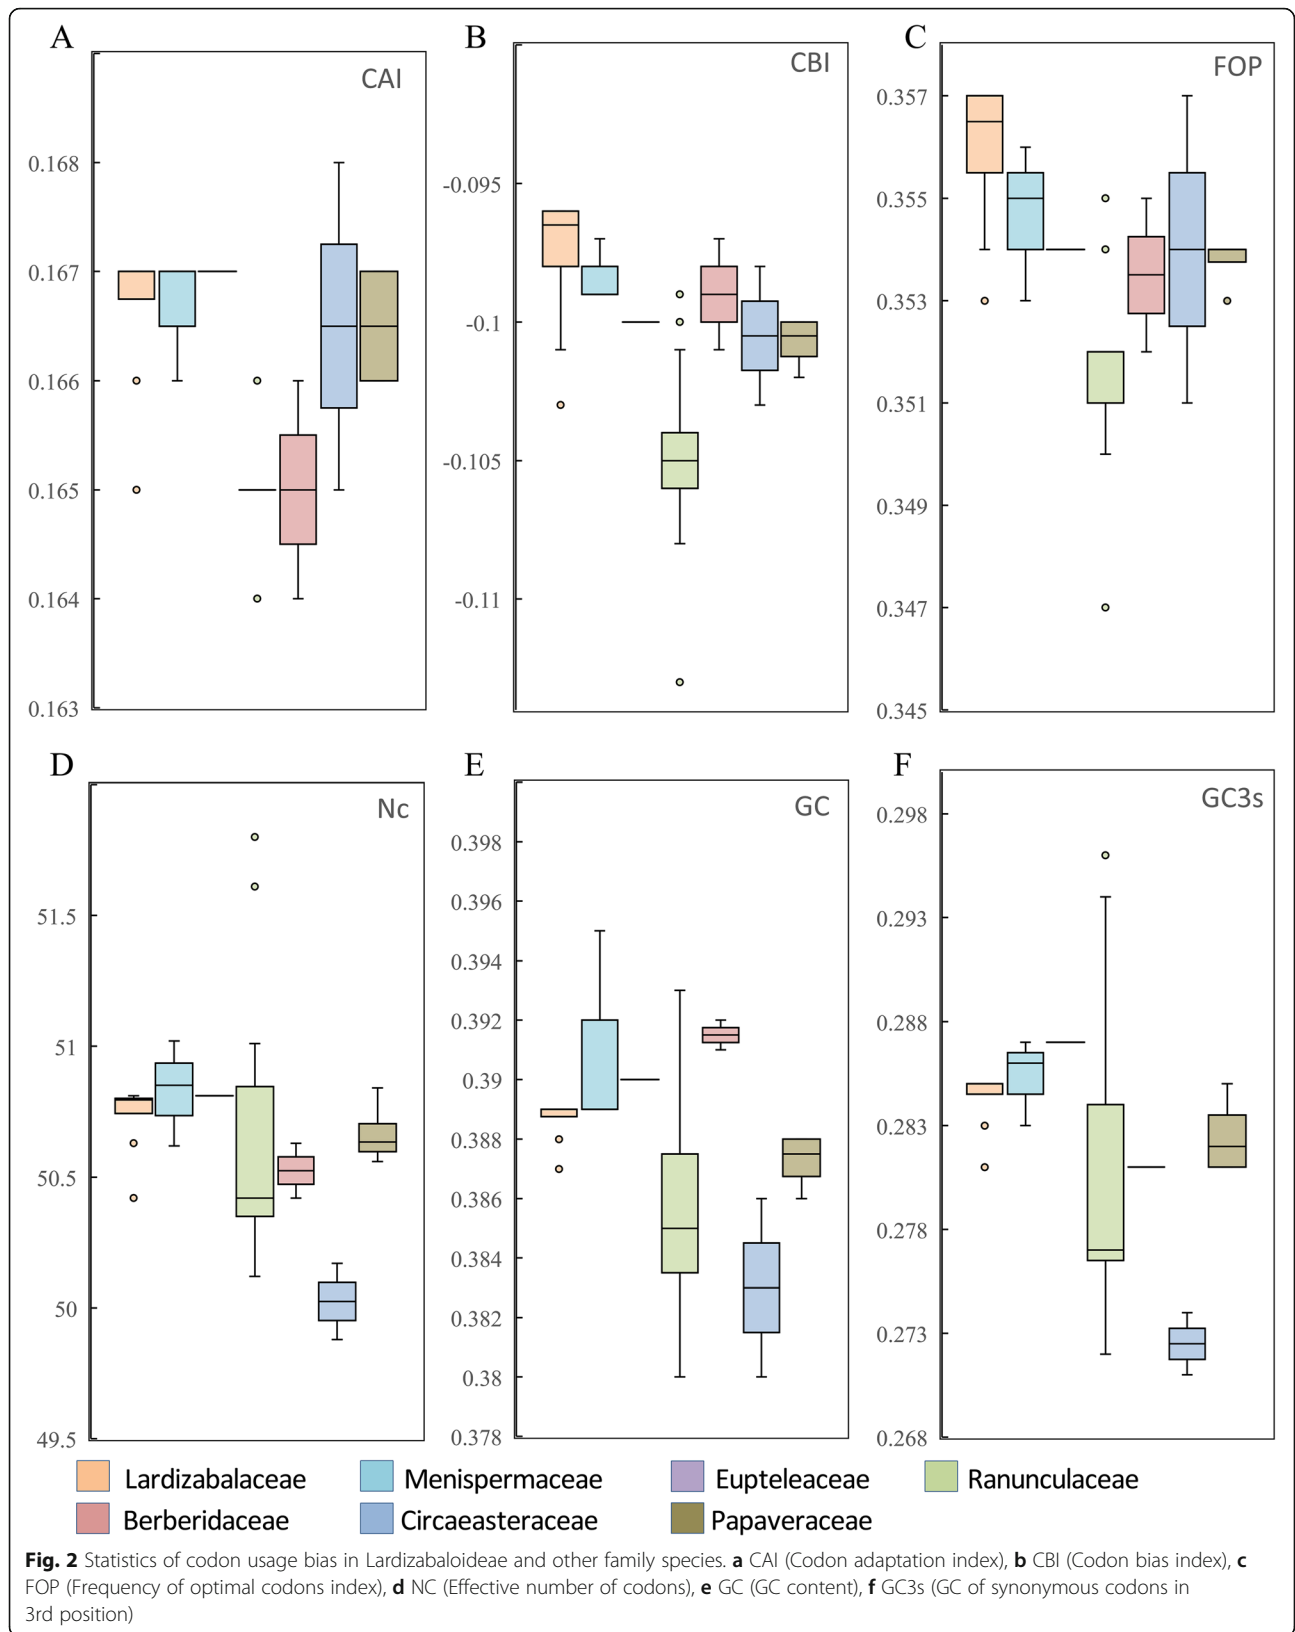 A
CAI
0.168
0.167
0.166
0.165
0.164
0.163
B
CBI
-0.095
-0.1
-0.105
-0.11
C
FOP
0.357
0.355
0.353
0.351
0.349
0.347
0.345
D
Nc
51.5
51
50.5
50
49.5
E
GC
0.398
0.396
0.394
0.392
0.39
0.388
0.386
0.384
0.382
0.38
0.378
F
GC3s
0.298
0.293
0.288
0.283
0.278
0.273
0.268
Lardizabalaceae Menispermaceae Eupteleaceae Ranunculaceae
Berberidaceae Circaeasteraceae Papaveraceae
Fig. 2 Statistics of codon usage bias in Lardizabaloideae and other family species. a CAI (Codon adaptation index), b CBI (Codon bias index), c
FOP (Frequency of optimal codons index), d NC (Effective number of codons), e GC (GC content), f GC3s (GC of synonymous codons in
3rd position)